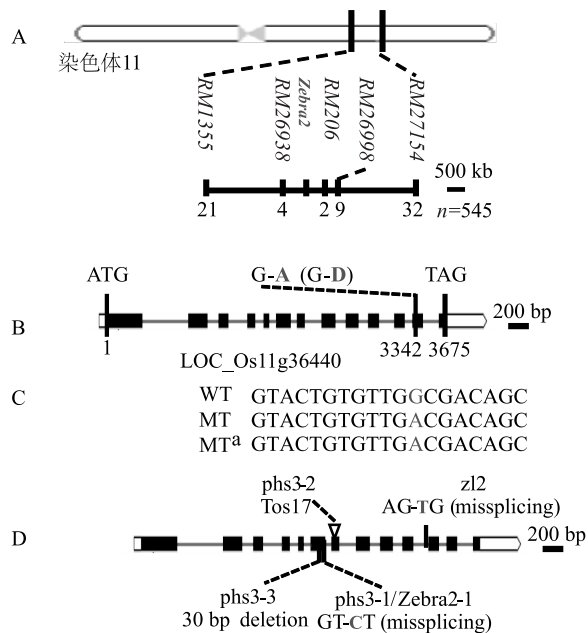 A
染色体11
RM1355
RM26938
Zebra2
RM206
RM26998
RM27154
500 kb
21 4 2 9 32 n=545
ATG G-A (G-D) TAG
B 200 bp
1 3342 3675
LOC_Os11g36440
C WT GTACTGTGTTGGCGACAGC
MT GTACTGTGTTGACGACAGC
MTa GTACTGTGTTGACGACAGC
phs3-2 zl2
Tos17 AG-TG (missplicing)
D 200 bp
phs3-3 phs3-1/Zebra2-1
30 bp deletion GT-CT (missplicing)